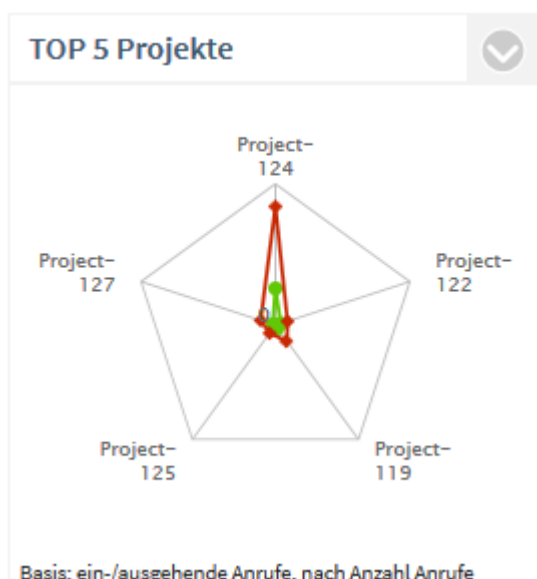 TOP 5 Projekte
Project-
124
Project-
127
Project-
122
0
Project-
125
Project-
119
Basis: ein-/ausgehende Anrufe, nach Anzahl Anrufe